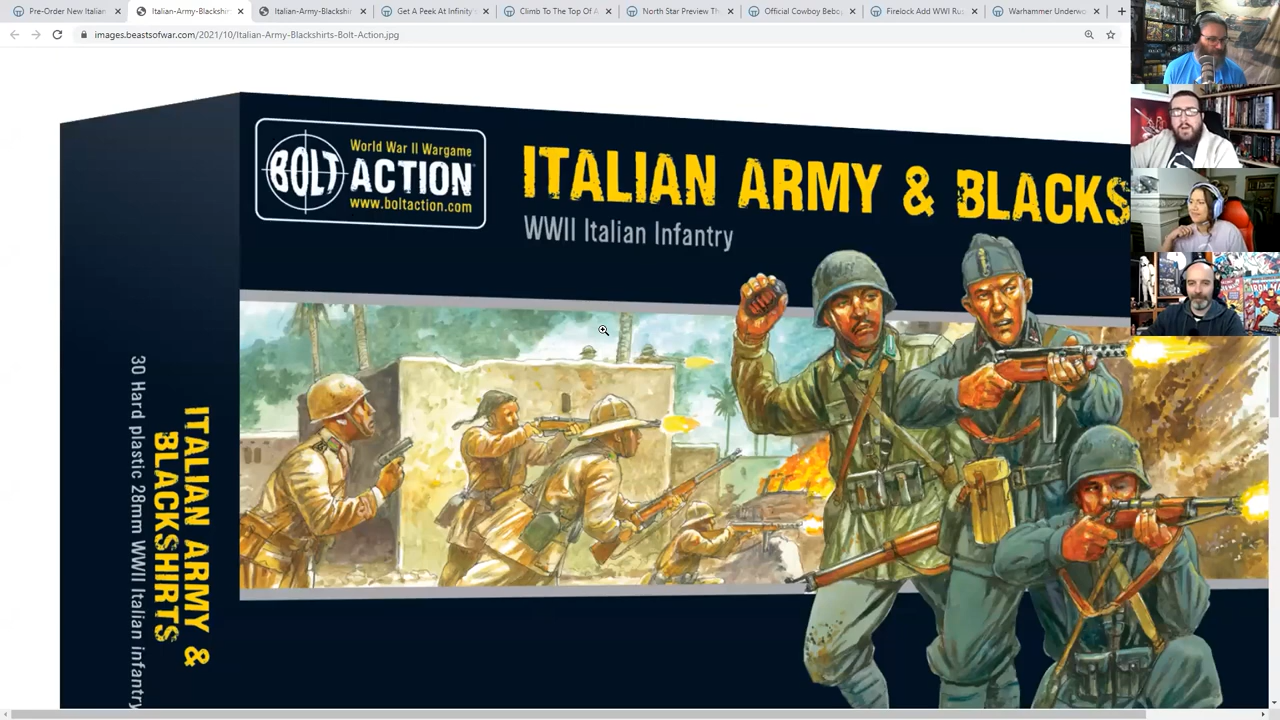 Pre-Order New Italian
Italian-Army-Blackshirts
Italian-Army-Blackshir
Get A Peek At Infinity'
Climb To The Top Of A
North Star Preview Th
Official Cowboy Bebop
Firelock Add WWI Ru
Warhammer Underwo
images.beastsofwar.com/2021/10/Italian-Army-Blackshirts-Bolt-Action.jpg
World War II Wargame
BOLT ACTION
www.boltaction.com
ITALIAN ARMY & BLACKS
WWII Italian Infantry
ITALIAN ARMY &
BLACKSHIRTS
30 Hard plastic 28mm WWII Italian infantry